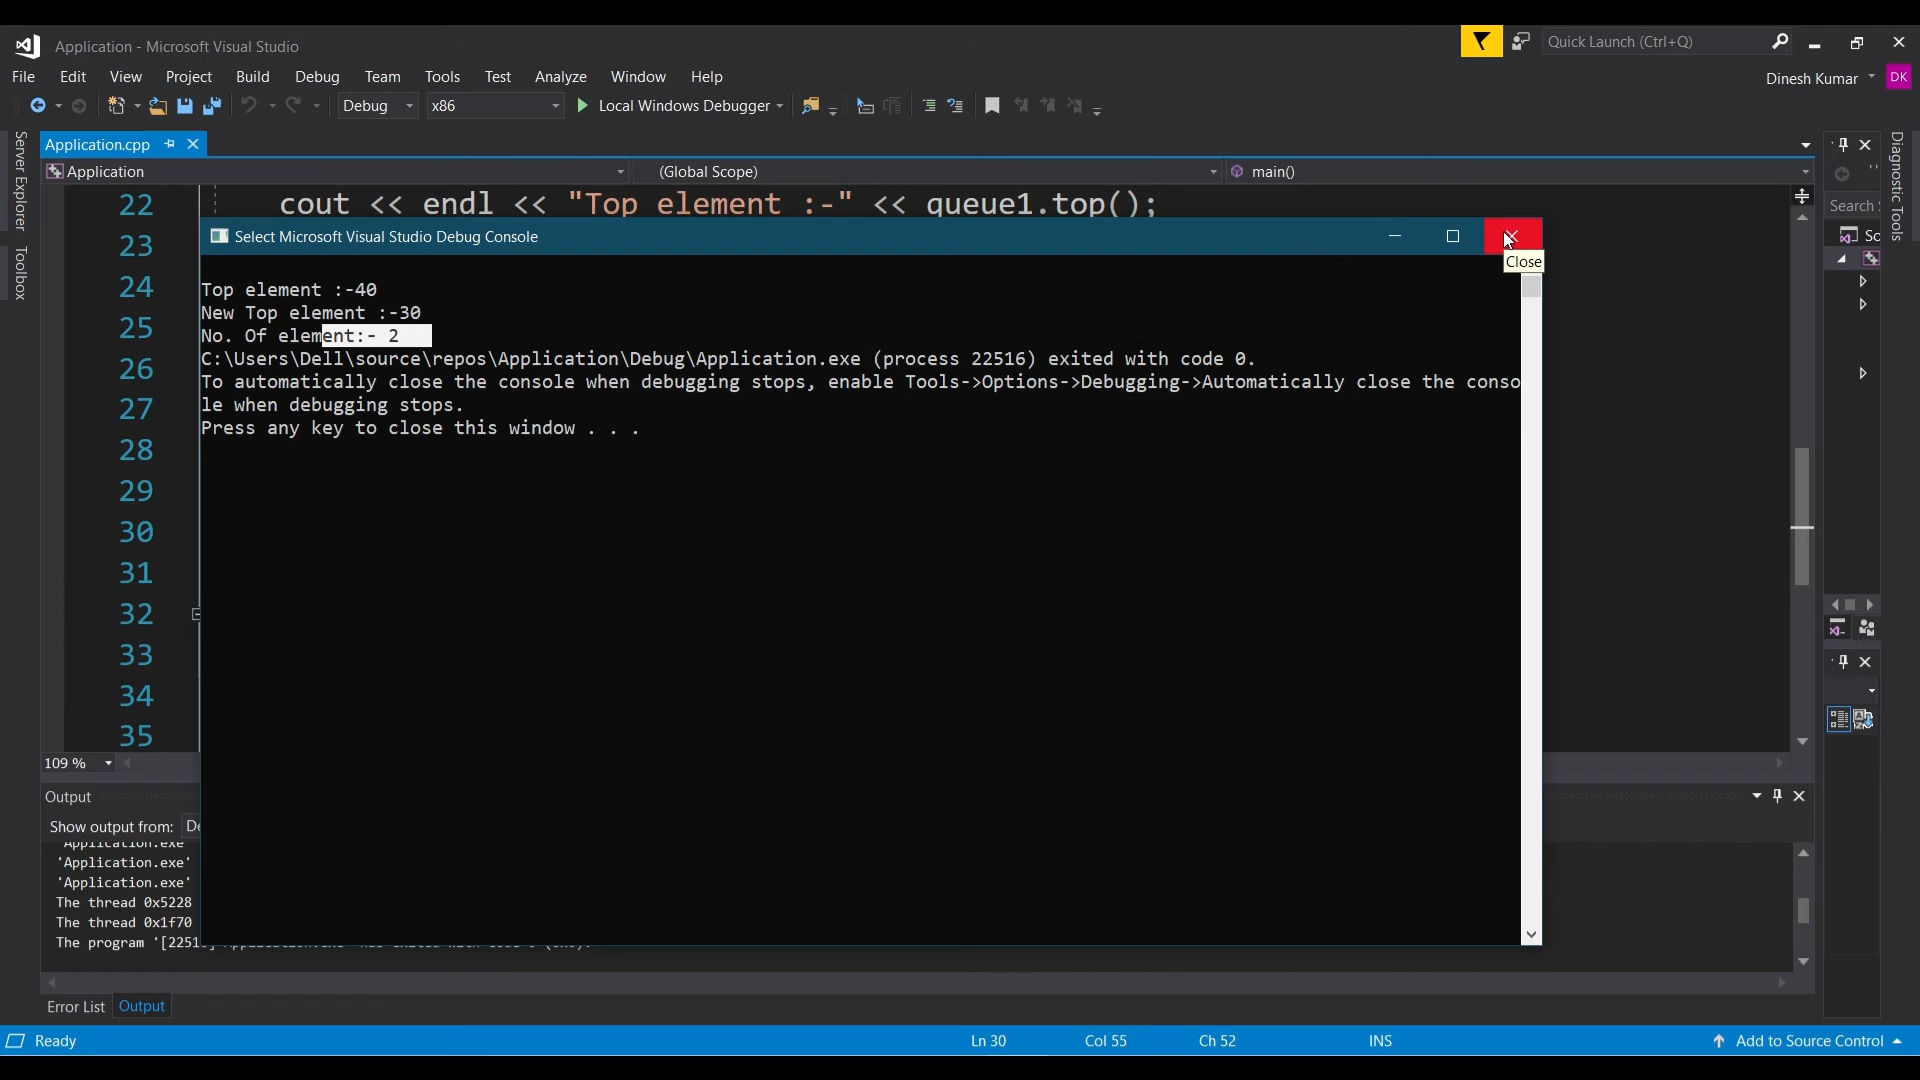 Application - Microsoft Visual Studio
Quick Launch (Ctrl+Q)
File Edit View Project Build Debug Team Tools Test Analyze Window Help
Dinesh Kumar DK
Debug x86 Local Windows Debugger
Server Explorer
Toolbox
Application.cpp
Application (Global Scope) main()
Diagnostic Tools
Search
22 cout << endl << "Top element :-" << queue1.top();
23
24
25
26
27
28
29
30
31
32
33
34
35
Select Microsoft Visual Studio Debug Console
Close
Top element :-40
New Top element :-30
No. Of element:- 2
C:\Users\Dell\source\repos\Application\Debug\Application.exe (process 22516) exited with code 0.
To automatically close the console when debugging stops, enable Tools->Options->Debugging->Automatically close the conso
le when debugging stops.
Press any key to close this window . . .
109 %
Output
Show output from:
'Application.exe'
'Application.exe'
'Application.exe'
The thread 0x5228
The thread 0x1f70
The program '[2251
Error List Output
Ready Ln 30 Col 55 Ch 52 INS Add to Source Control